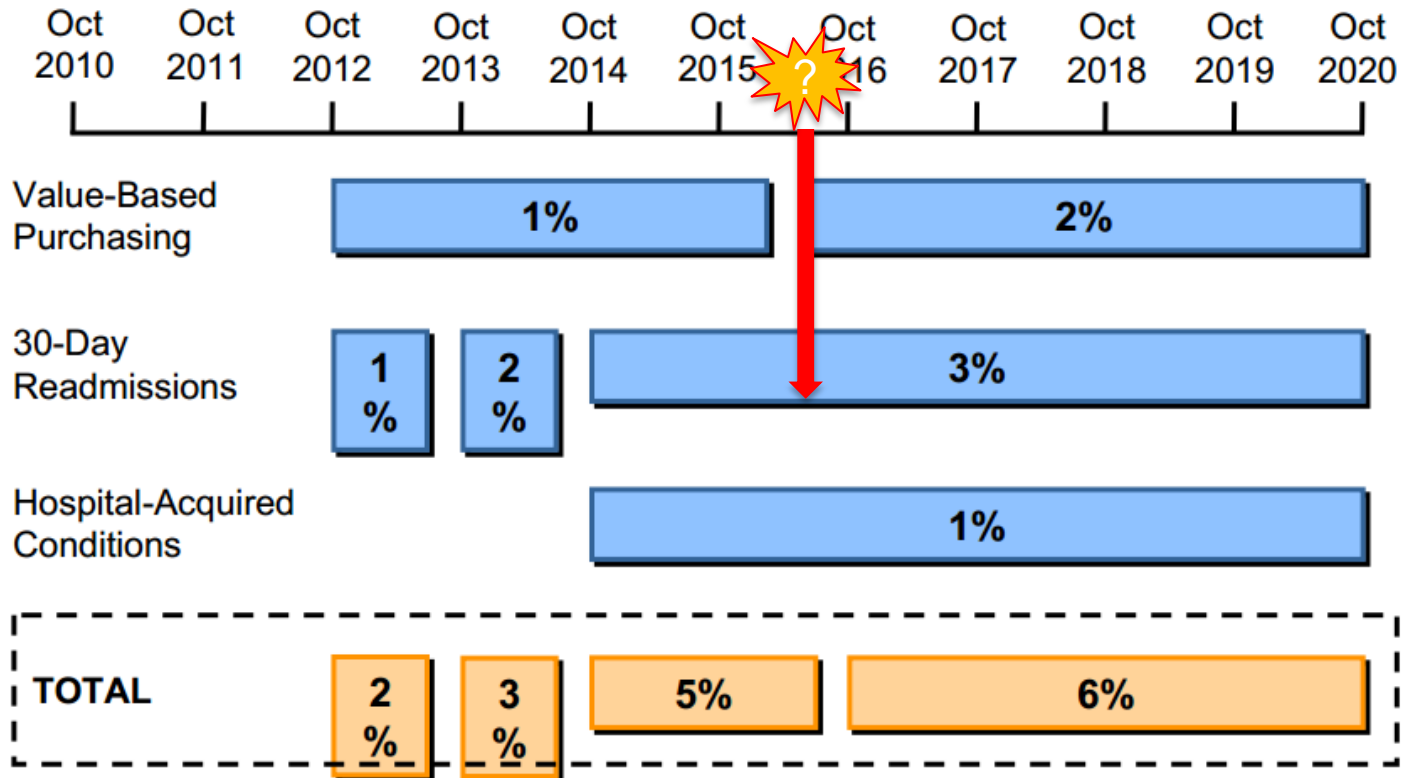 Oct Oct Oct Oct Oct Oct Oct Oct Oct Oct Oct
2010 2011 2012 2013 2014 2015 ? 16 2017 2018 2019 2020
Value-Based
Purchasing
1% 2%
30-Day
Readmissions
1
%
2
%
3%
Hospital-Acquired
Conditions
1%
TOTAL
2
%
3
%
5% 6%